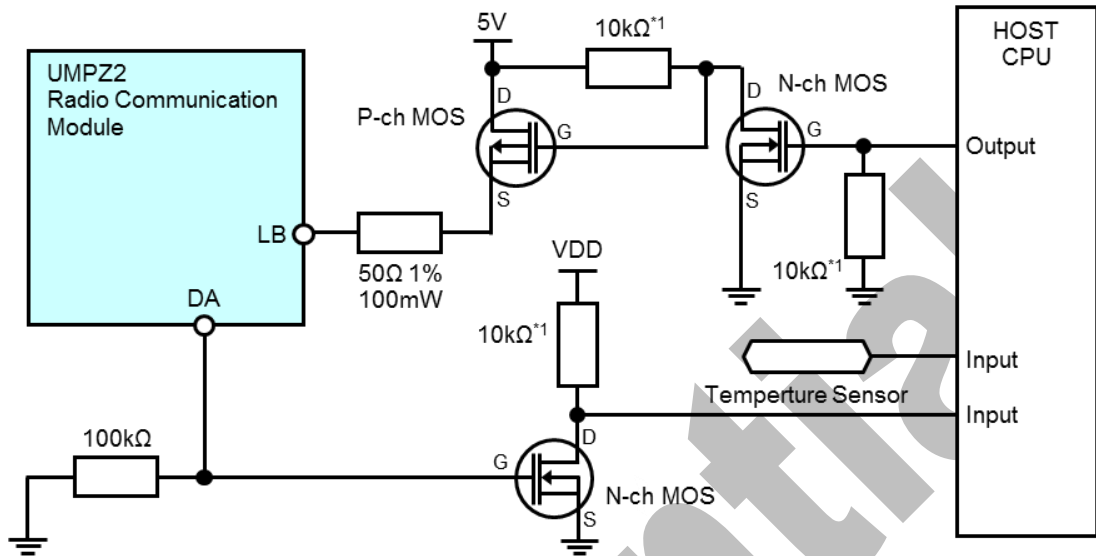 UMPZ2
Radio Communication
Module
LB
DA
5V
10kΩ*1
P-ch MOS
D
G
S
N-ch MOS
D
G
S
HOST
CPU
Output
10kΩ*1
50Ω 1%
100mW
VDD
10kΩ*1
Input
Temperture Sensor
Input
100kΩ
G
D
S
N-ch MOS